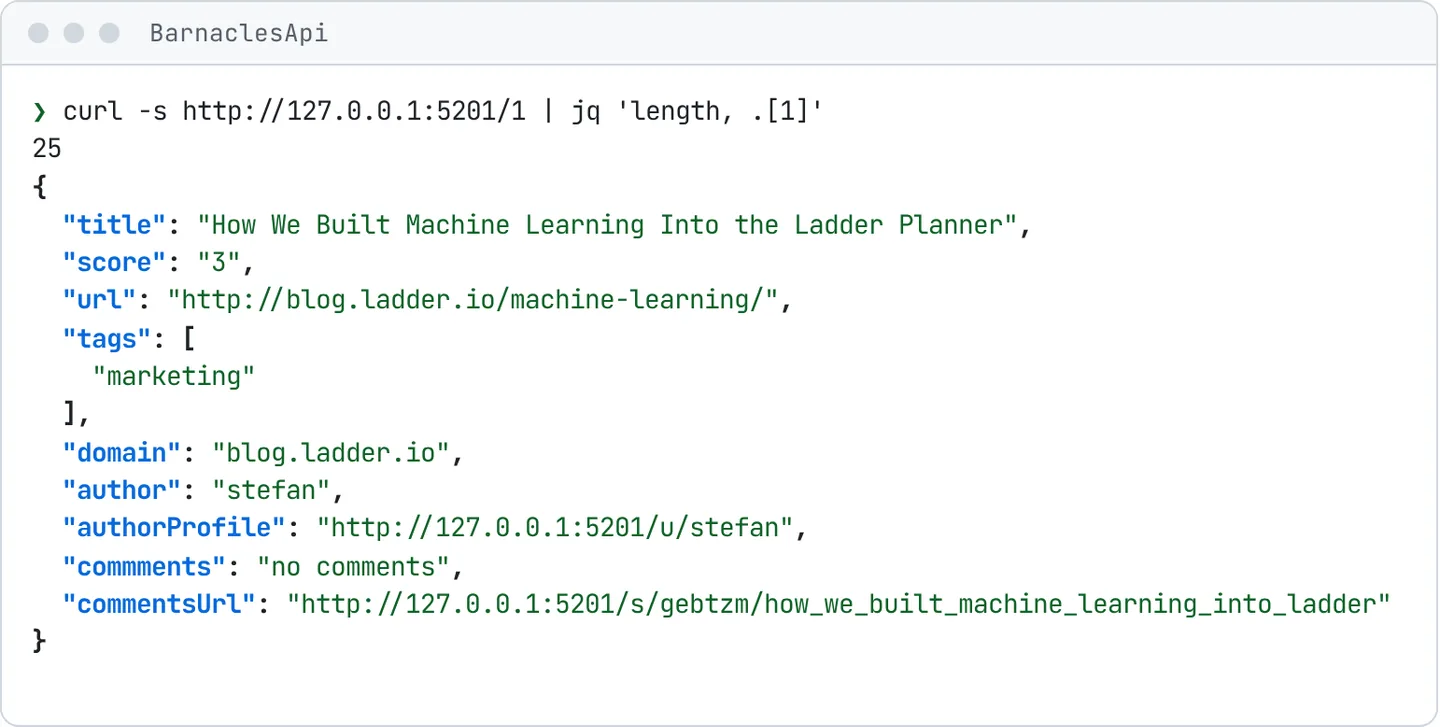 BarnaclesApi
❯ curl -s http://127.0.0.1:5201/1 | jq 'length, .[1]'
25
{
  "title": "How We Built Machine Learning Into the Ladder Planner",
  "score": "3",
  "url": "http://blog.ladder.io/machine-learning/",
  "tags": [
    "marketing"
  ],
  "domain": "blog.ladder.io",
  "author": "stefan",
  "authorProfile": "http://127.0.0.1:5201/u/stefan",
  "commments": "no comments",
  "commentsUrl": "http://127.0.0.1:5201/s/gebtzm/how_we_built_machine_learning_into_ladder"
}